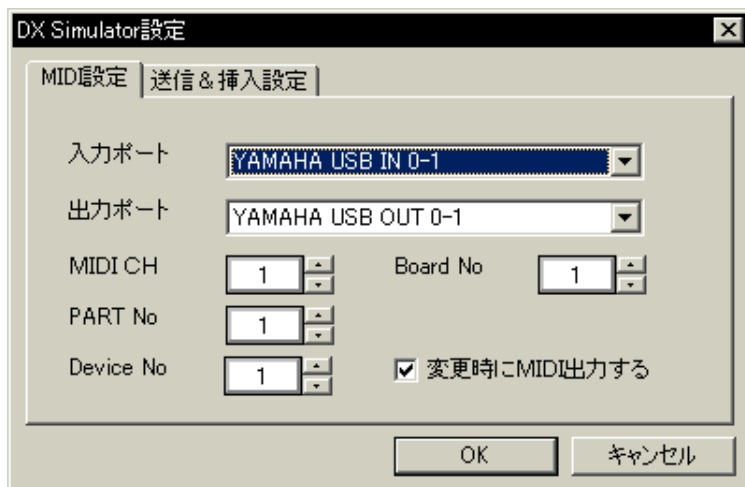 DX Simulator設定
MIDI設定 送信&挿入設定
入力ポート YAMAHA USB IN 0-1
出力ポート YAMAHA USB OUT 0-1
MIDI CH 1 Board No 1
PART No 1
Device No 1 変更時にMIDI出力する
OK キャンセル